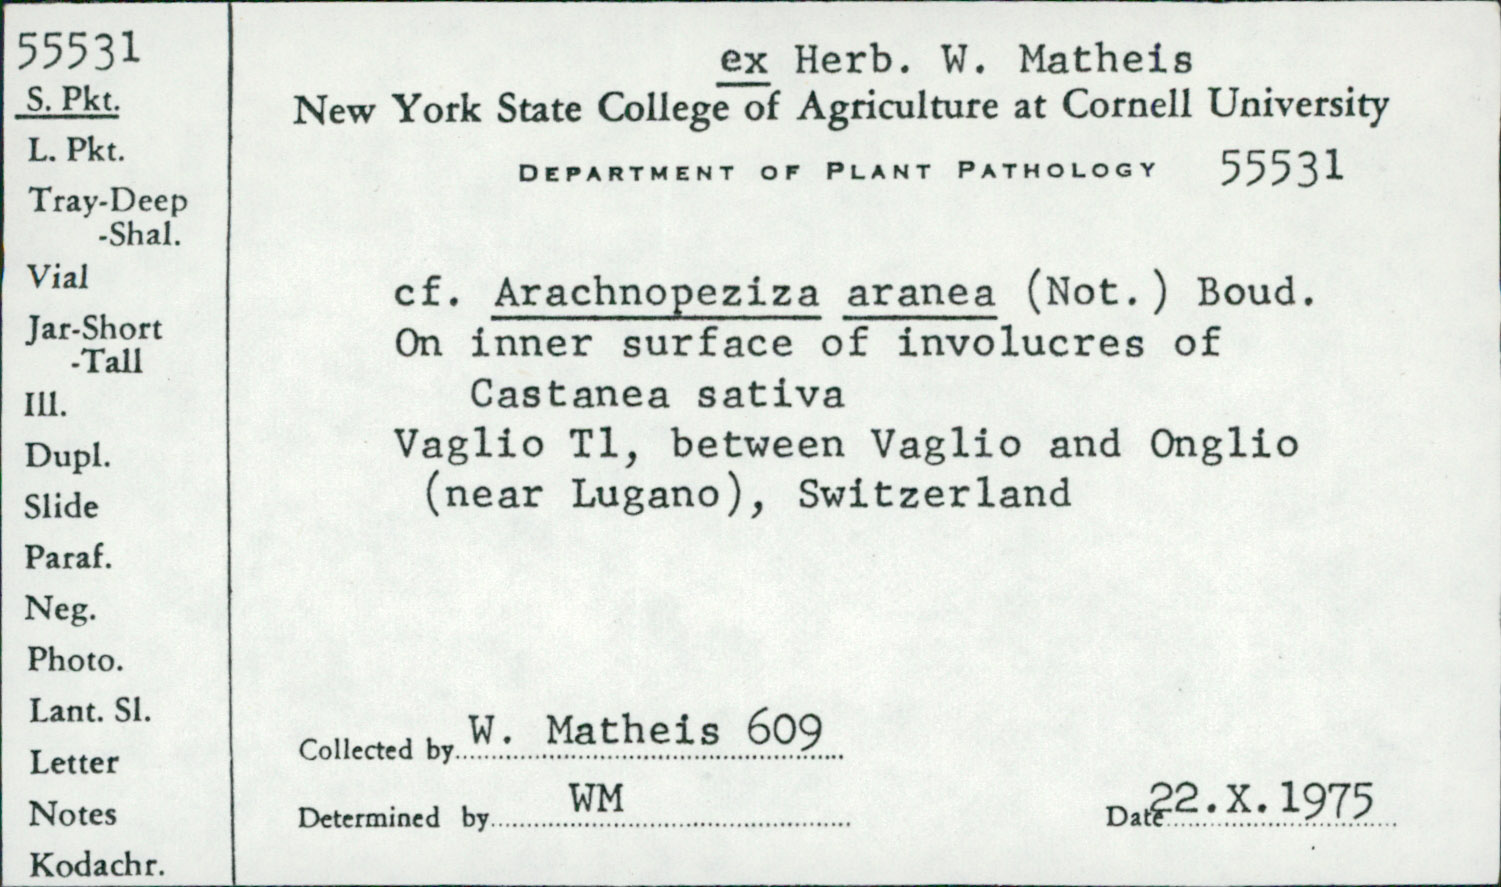 55531
S. Pkt.
L. Pkt.
Tray-Deep
-Shal.
Vial
Jar-Short
-Tall
Ill.
Dupl.
Slide
Paraf.
Neg.
Photo.
Lant. Sl.
Letter
Notes
Kodachr.
ex Herb. W. Matheis
New York State College of Agriculture at Cornell University
DEPARTMENT OF PLANT PATHOLOGY 55531
cf. Arachnopeziza aranea (Not.) Boud.
On inner surface of involucres of
Castanea sativa
Vaglio Tl, between Vaglio and Onglio
(near Lugano), Switzerland
Collected by W. Matheis 609
Determined by WM
Date 22.X.1975